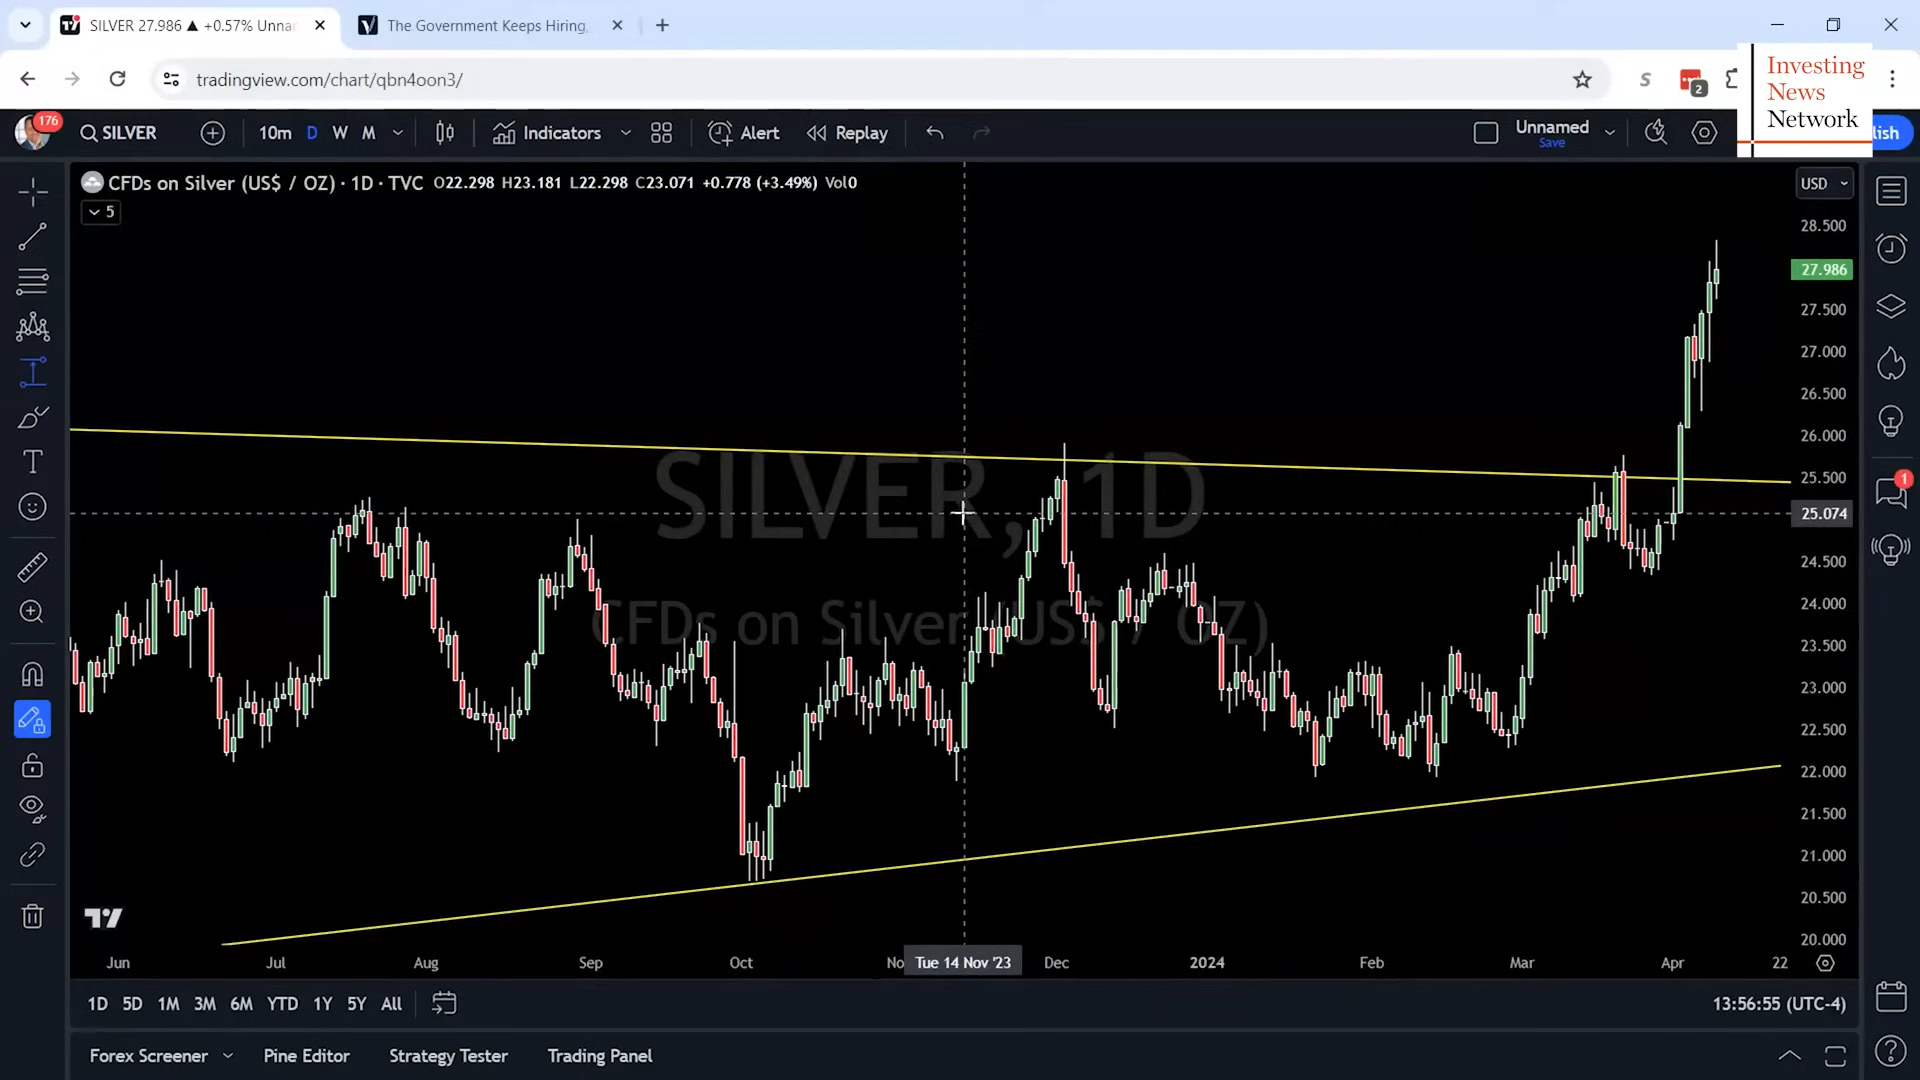 SILVER 27.986 ▲ +0.57% Unna
The Government Keeps Hiring,
tradingview.com/chart/qbn4oon3/
S
2
Investing
News
Network
176
SILVER
10m D W M
Indicators
Alert
Replay
Unnamed
Save
lish
CFDs on Silver (US$ / OZ) · 1D · TVC O22.298 H23.181 L22.298 C23.071 +0.778 (+3.49%) Vol0
5
USD
28.500
27.986
27.500
27.000
26.500
26.000
25.500
25.074
24.500
24.000
23.500
23.000
22.500
22.000
21.500
21.000
20.500
20.000
SILVER, 1D
CFDs on Silver (US$ / OZ)
1
Jun Jul Aug Sep Oct No Tue 14 Nov '23 Dec 2024 Feb Mar Apr 22
1D 5D 1M 3M 6M YTD 1Y 5Y All
13:56:55 (UTC-4)
Forex Screener Pine Editor Strategy Tester Trading Panel